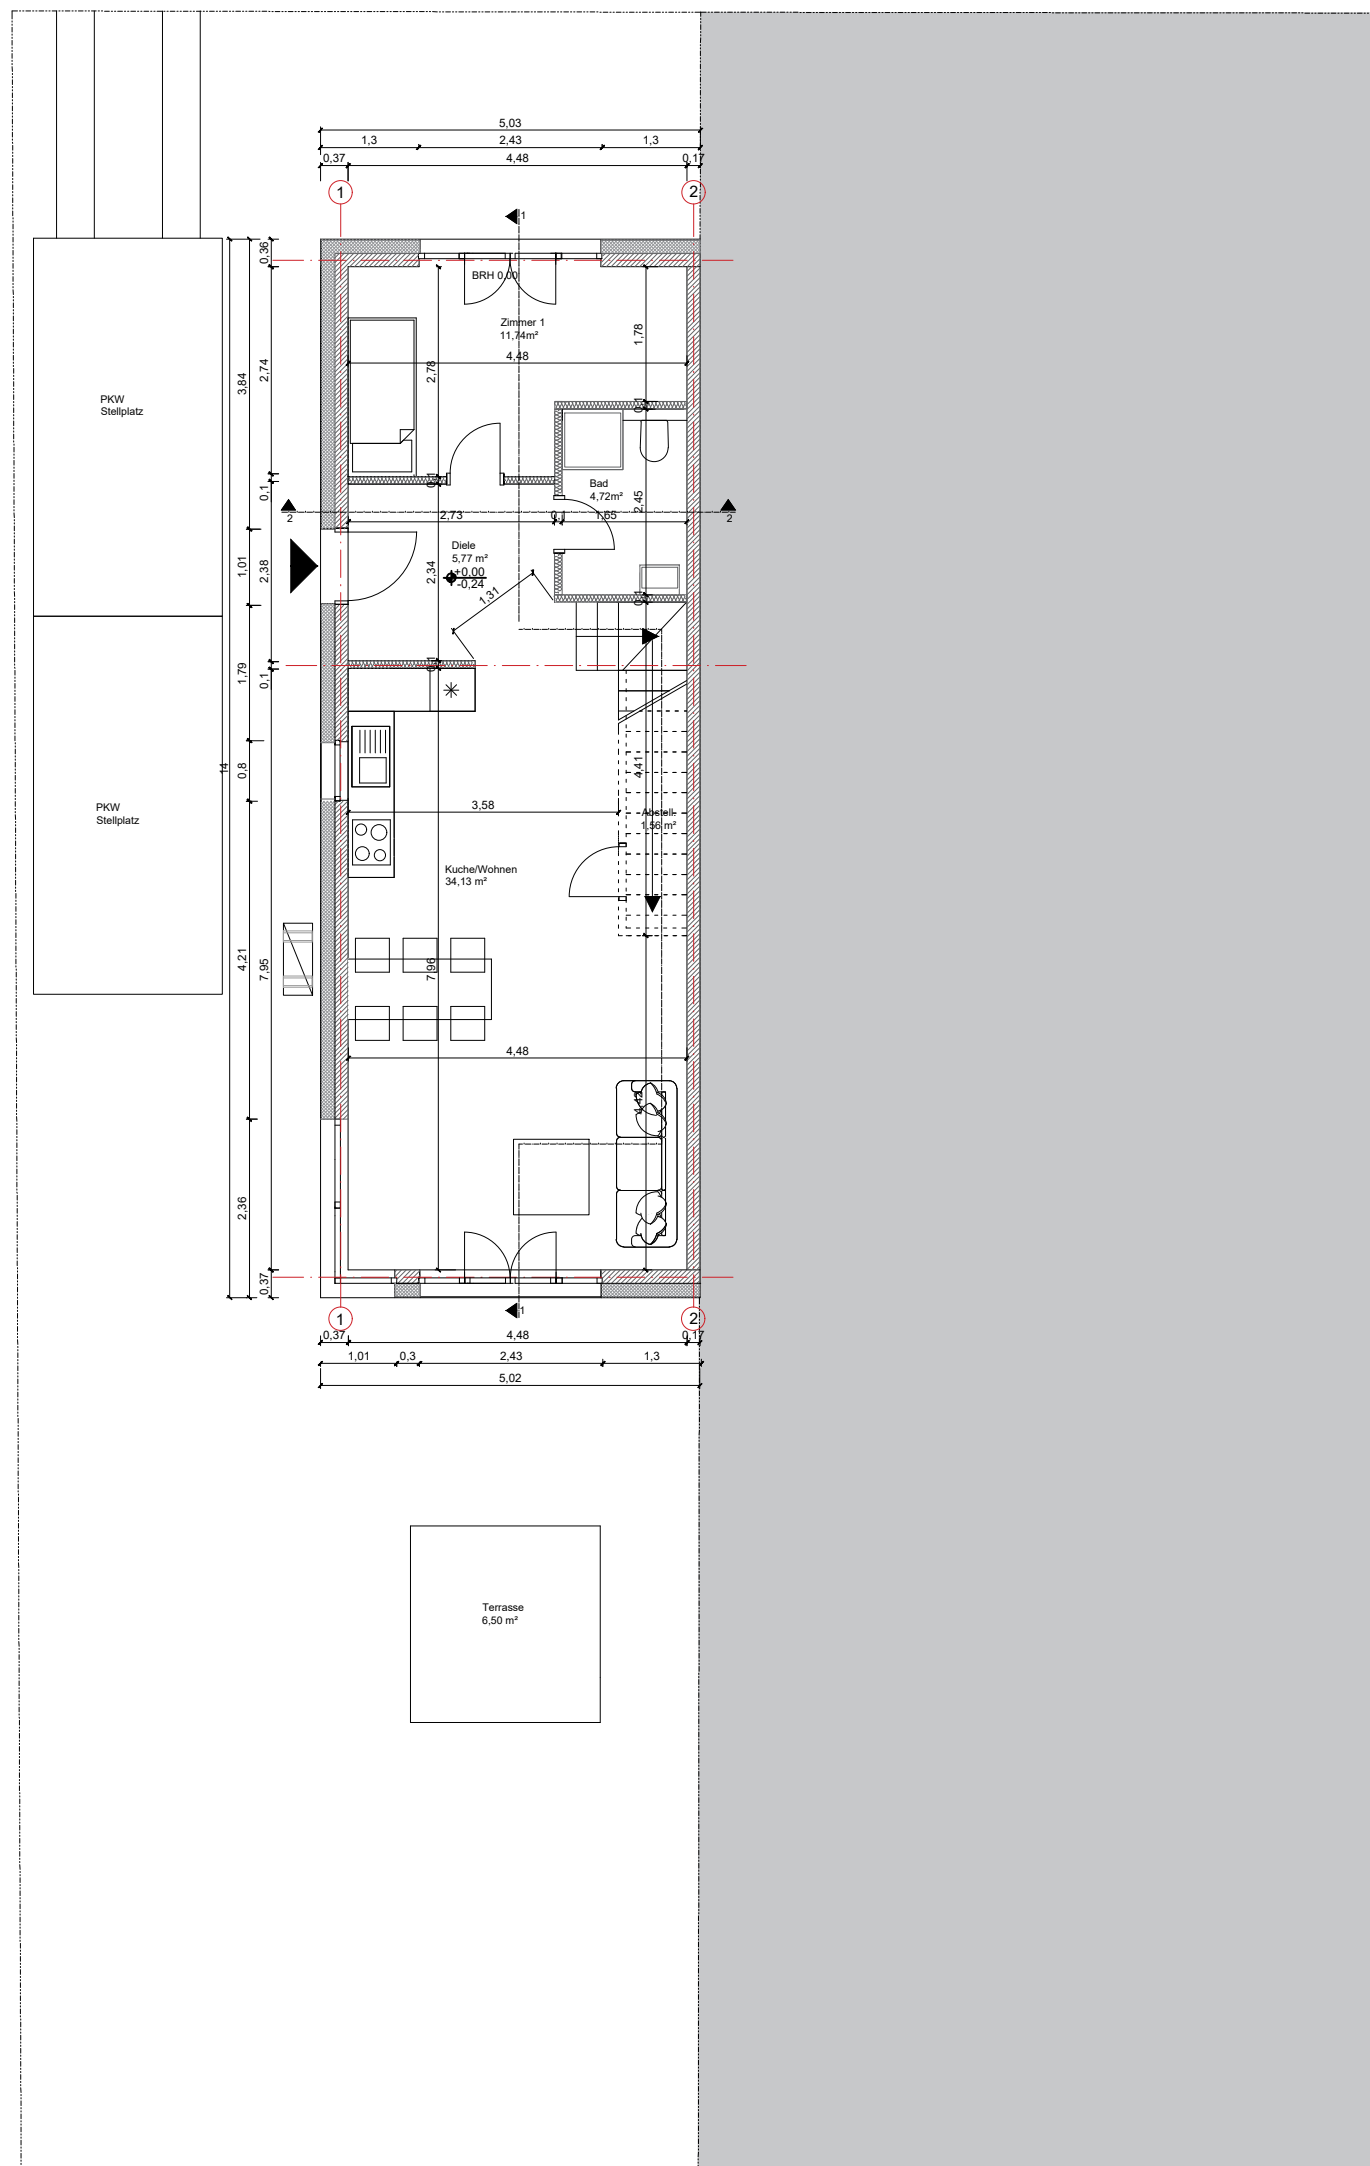 5,03
1,3 2,43 1,3
0,37 4,48 0,17
1 2
1
0,36
BRH 0,00
Zimmer 1
11,74m²
1,78
4,48
2,78
2,74
3,84
PKW
Stellplatz
0,1
0,1
0,1
Bad
4,72m²
2,45
2 2
2,73 0,1 1,65
Diele
5,77 m²
+0.00
-0,24
2,34
1,01
2,38
1,31
0,1
0,1
0,1
1,79
14
0,8
4,41
3,58
PKW
Stellplatz
Abstell.
1,56 m²
Kuche/Wohnen
34,13 m²
4,21
7,95
7,96
4,48
4,42
2,36
0,37
1
1 2
0,37 4,48 0,17
1,01 0,3 2,43 1,3
5,02
Terrasse
6,50 m²